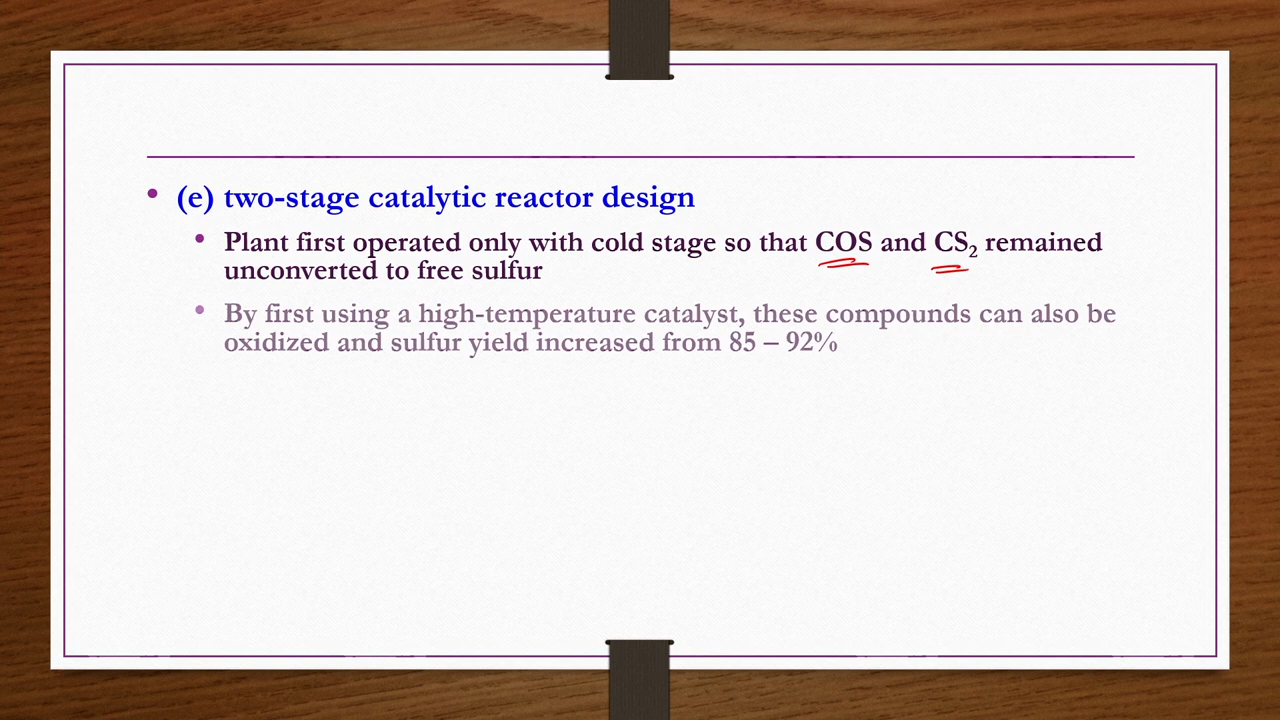 • (e) two-stage catalytic reactor design
• Plant first operated only with cold stage so that COS and CS₂ remained
unconverted to free sulfur
• By first using a high-temperature catalyst, these compounds can also be
oxidized and sulfur yield increased from 85 – 92%